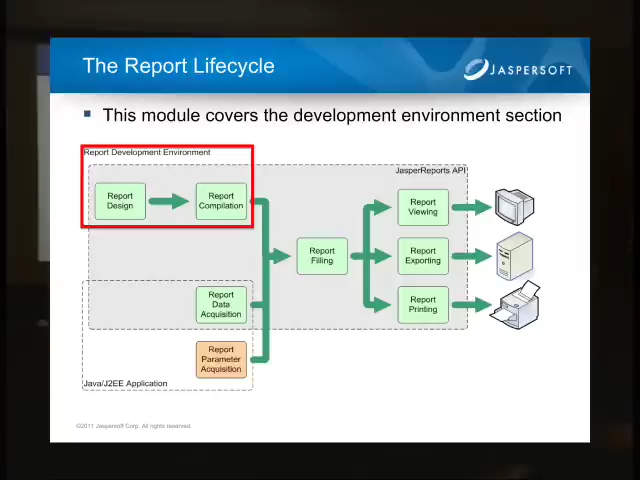 The Report Lifecycle
JASPERSOFT
This module covers the development environment section
Report Development Environment
JasperReports API
Report
Design
Report
Compilation
Report
Viewing
Report
Filling
Report
Exporting
Report
Data
Acquisition
Report
Printing
Report
Parameter
Acquisition
Java/J2EE Application
©2011 Jaspersoft Corp. All rights reserved.